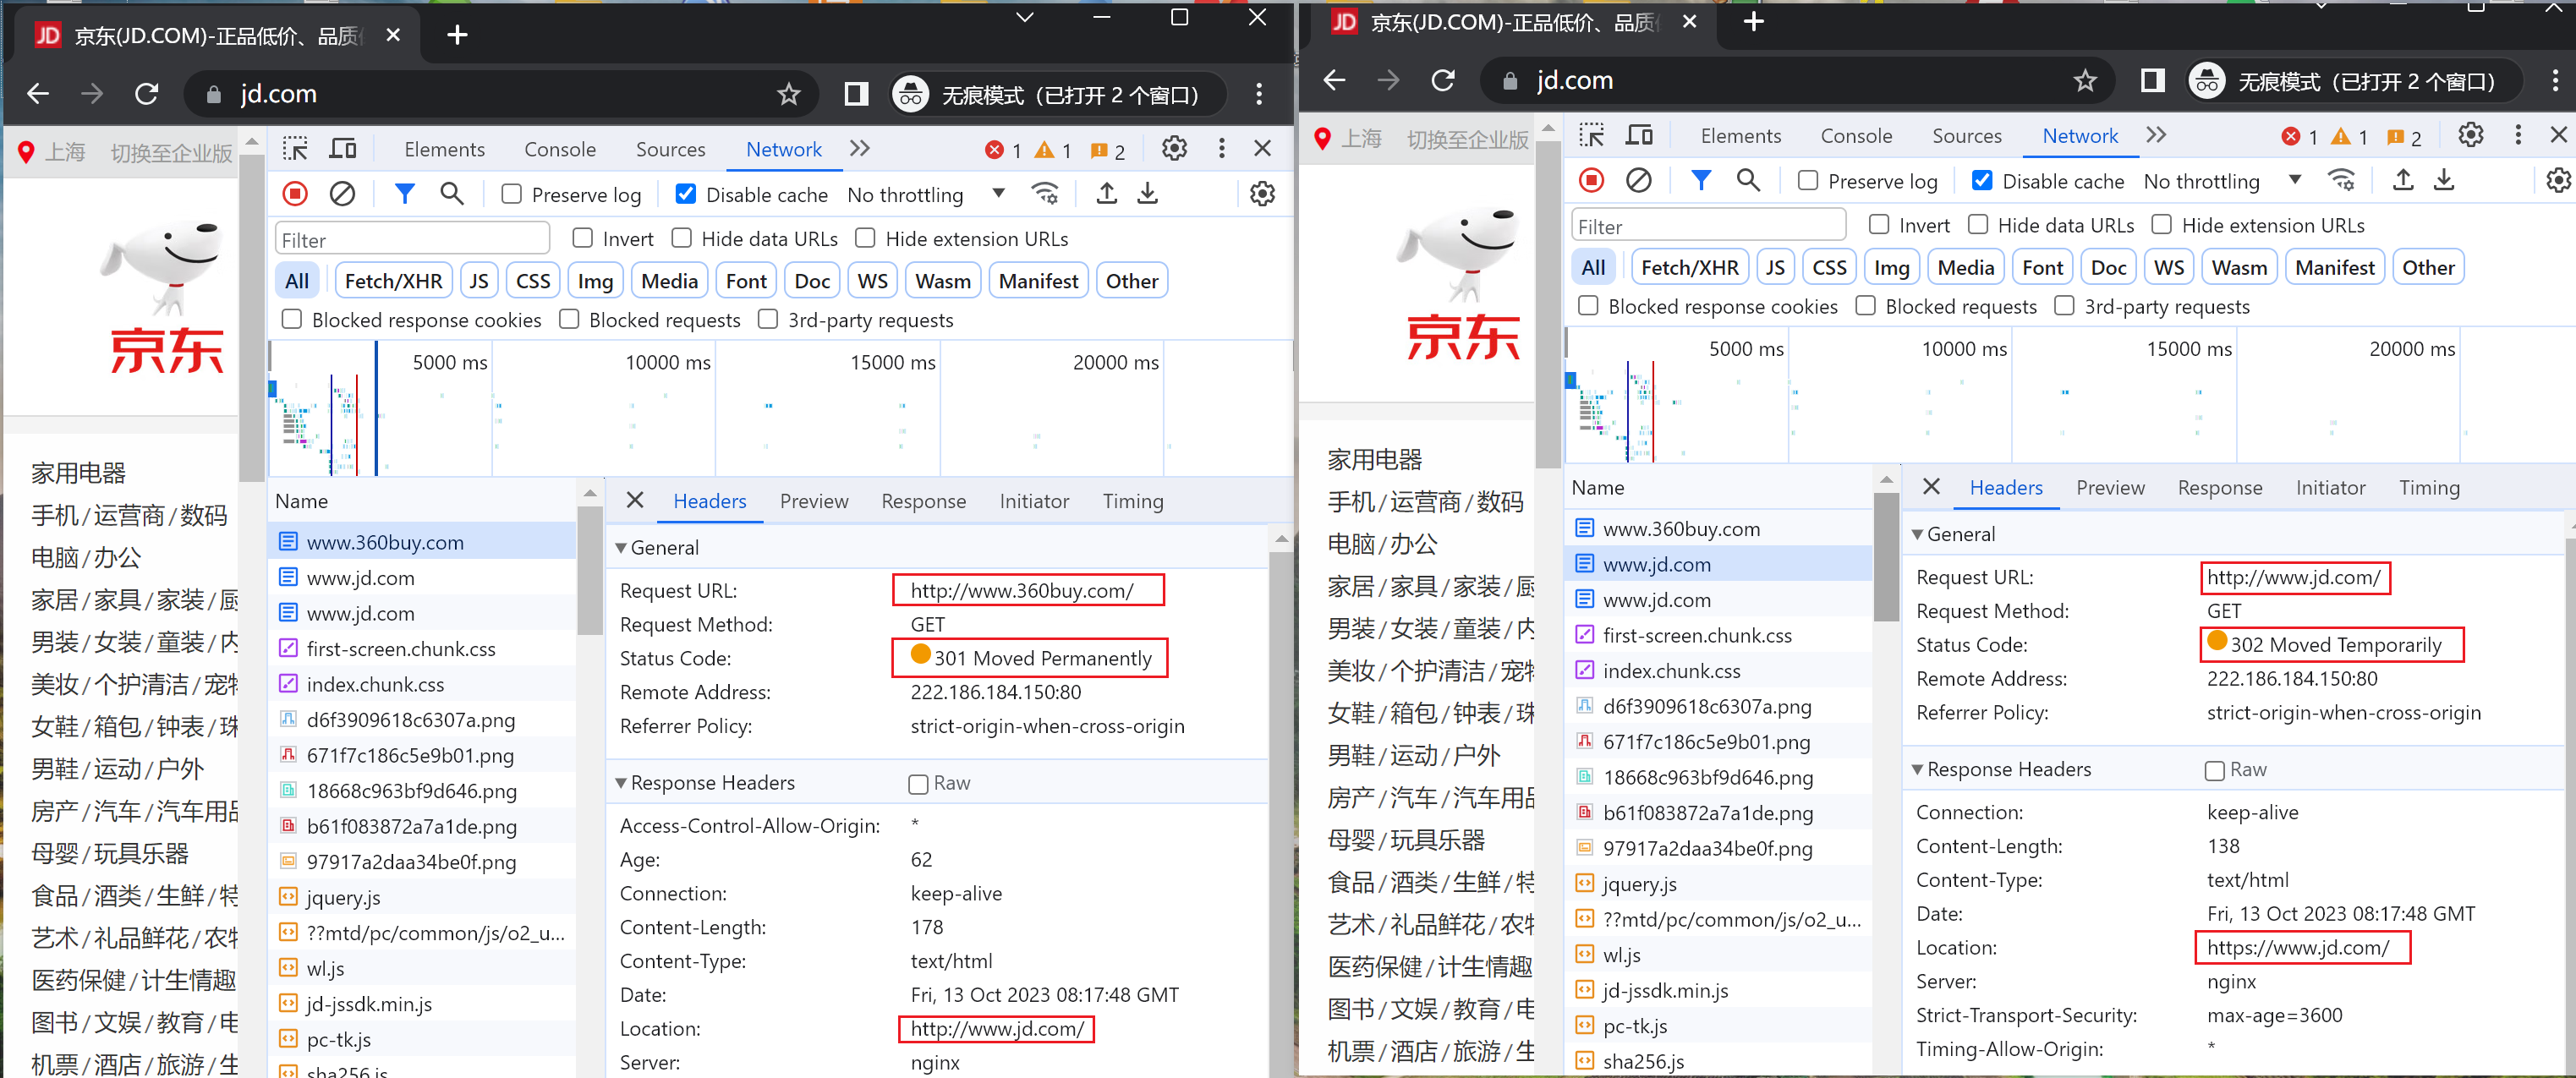 京东(JD.COM)-正品低价、品质
jd.com
无痕模式（已打开 2 个窗口）
上海 切换至企业版
京东
家用电器
手机/运营商/数码
电脑/办公
家居/家具/家装/厨
男装/女装/童装/内
美妆/个护清洁/宠物
女鞋/箱包/钟表/珠
男鞋/运动/户外
房产/汽车/汽车用品
母婴/玩具乐器
食品/酒类/生鲜/特
艺术/礼品鲜花/农物
医药保健/计生情趣
图书/文娱/教育/电
机票/酒店/旅游/生
Elements Console Sources Network 1 1 2
Preserve log Disable cache No throttling
Filter Invert Hide data URLs Hide extension URLs
All Fetch/XHR JS CSS Img Media Font Doc WS Wasm Manifest Other
Blocked response cookies Blocked requests 3rd-party requests
5000 ms 10000 ms 15000 ms 20000 ms
Name
www.360buy.com
www.jd.com
www.jd.com
first-screen.chunk.css
index.chunk.css
d6f3909618c6307a.png
671f7c186c5e9b01.png
18668c963bf9d646.png
b61f083872a7a1de.png
97917a2daa34be0f.png
jquery.js
??mtd/pc/common/js/o2_u...
wl.js
jd-jssdk.min.js
pc-tk.js
sha256.js
Headers Preview Response Initiator Timing
General
Request URL: http://www.360buy.com/
Request Method: GET
Status Code: 301 Moved Permanently
Remote Address: 222.186.184.150:80
Referrer Policy: strict-origin-when-cross-origin
Response Headers Raw
Access-Control-Allow-Origin: *
Age: 62
Connection: keep-alive
Content-Length: 178
Content-Type: text/html
Date: Fri, 13 Oct 2023 08:17:48 GMT
Location: http://www.jd.com/
Server: nginx
京东(JD.COM)-正品低价、品质
jd.com
无痕模式（已打开 2 个窗口）
上海 切换至企业版
京东
家用电器
手机/运营商/数码
电脑/办公
家居/家具/家装/厨
男装/女装/童装/内
美妆/个护清洁/宠物
女鞋/箱包/钟表/珠
男鞋/运动/户外
房产/汽车/汽车用品
母婴/玩具乐器
食品/酒类/生鲜/特
艺术/礼品鲜花/农物
医药保健/计生情趣
图书/文娱/教育/电
机票/酒店/旅游/生
Elements Console Sources Network 1 1 2
Preserve log Disable cache No throttling
Filter Invert Hide data URLs Hide extension URLs
All Fetch/XHR JS CSS Img Media Font Doc WS Wasm Manifest Other
Blocked response cookies Blocked requests 3rd-party requests
5000 ms 10000 ms 15000 ms 20000 ms
Name
www.360buy.com
www.jd.com
www.jd.com
first-screen.chunk.css
index.chunk.css
d6f3909618c6307a.png
671f7c186c5e9b01.png
18668c963bf9d646.png
b61f083872a7a1de.png
97917a2daa34be0f.png
jquery.js
??mtd/pc/common/js/o2_u...
wl.js
jd-jssdk.min.js
pc-tk.js
sha256.js
Headers Preview Response Initiator Timing
General
Request URL: http://www.jd.com/
Request Method: GET
Status Code: 302 Moved Temporarily
Remote Address: 222.186.184.150:80
Referrer Policy: strict-origin-when-cross-origin
Response Headers Raw
Connection: keep-alive
Content-Length: 138
Content-Type: text/html
Date: Fri, 13 Oct 2023 08:17:48 GMT
Location: https://www.jd.com/
Server: nginx
Strict-Transport-Security: max-age=3600
Timing-Allow-Origin: *